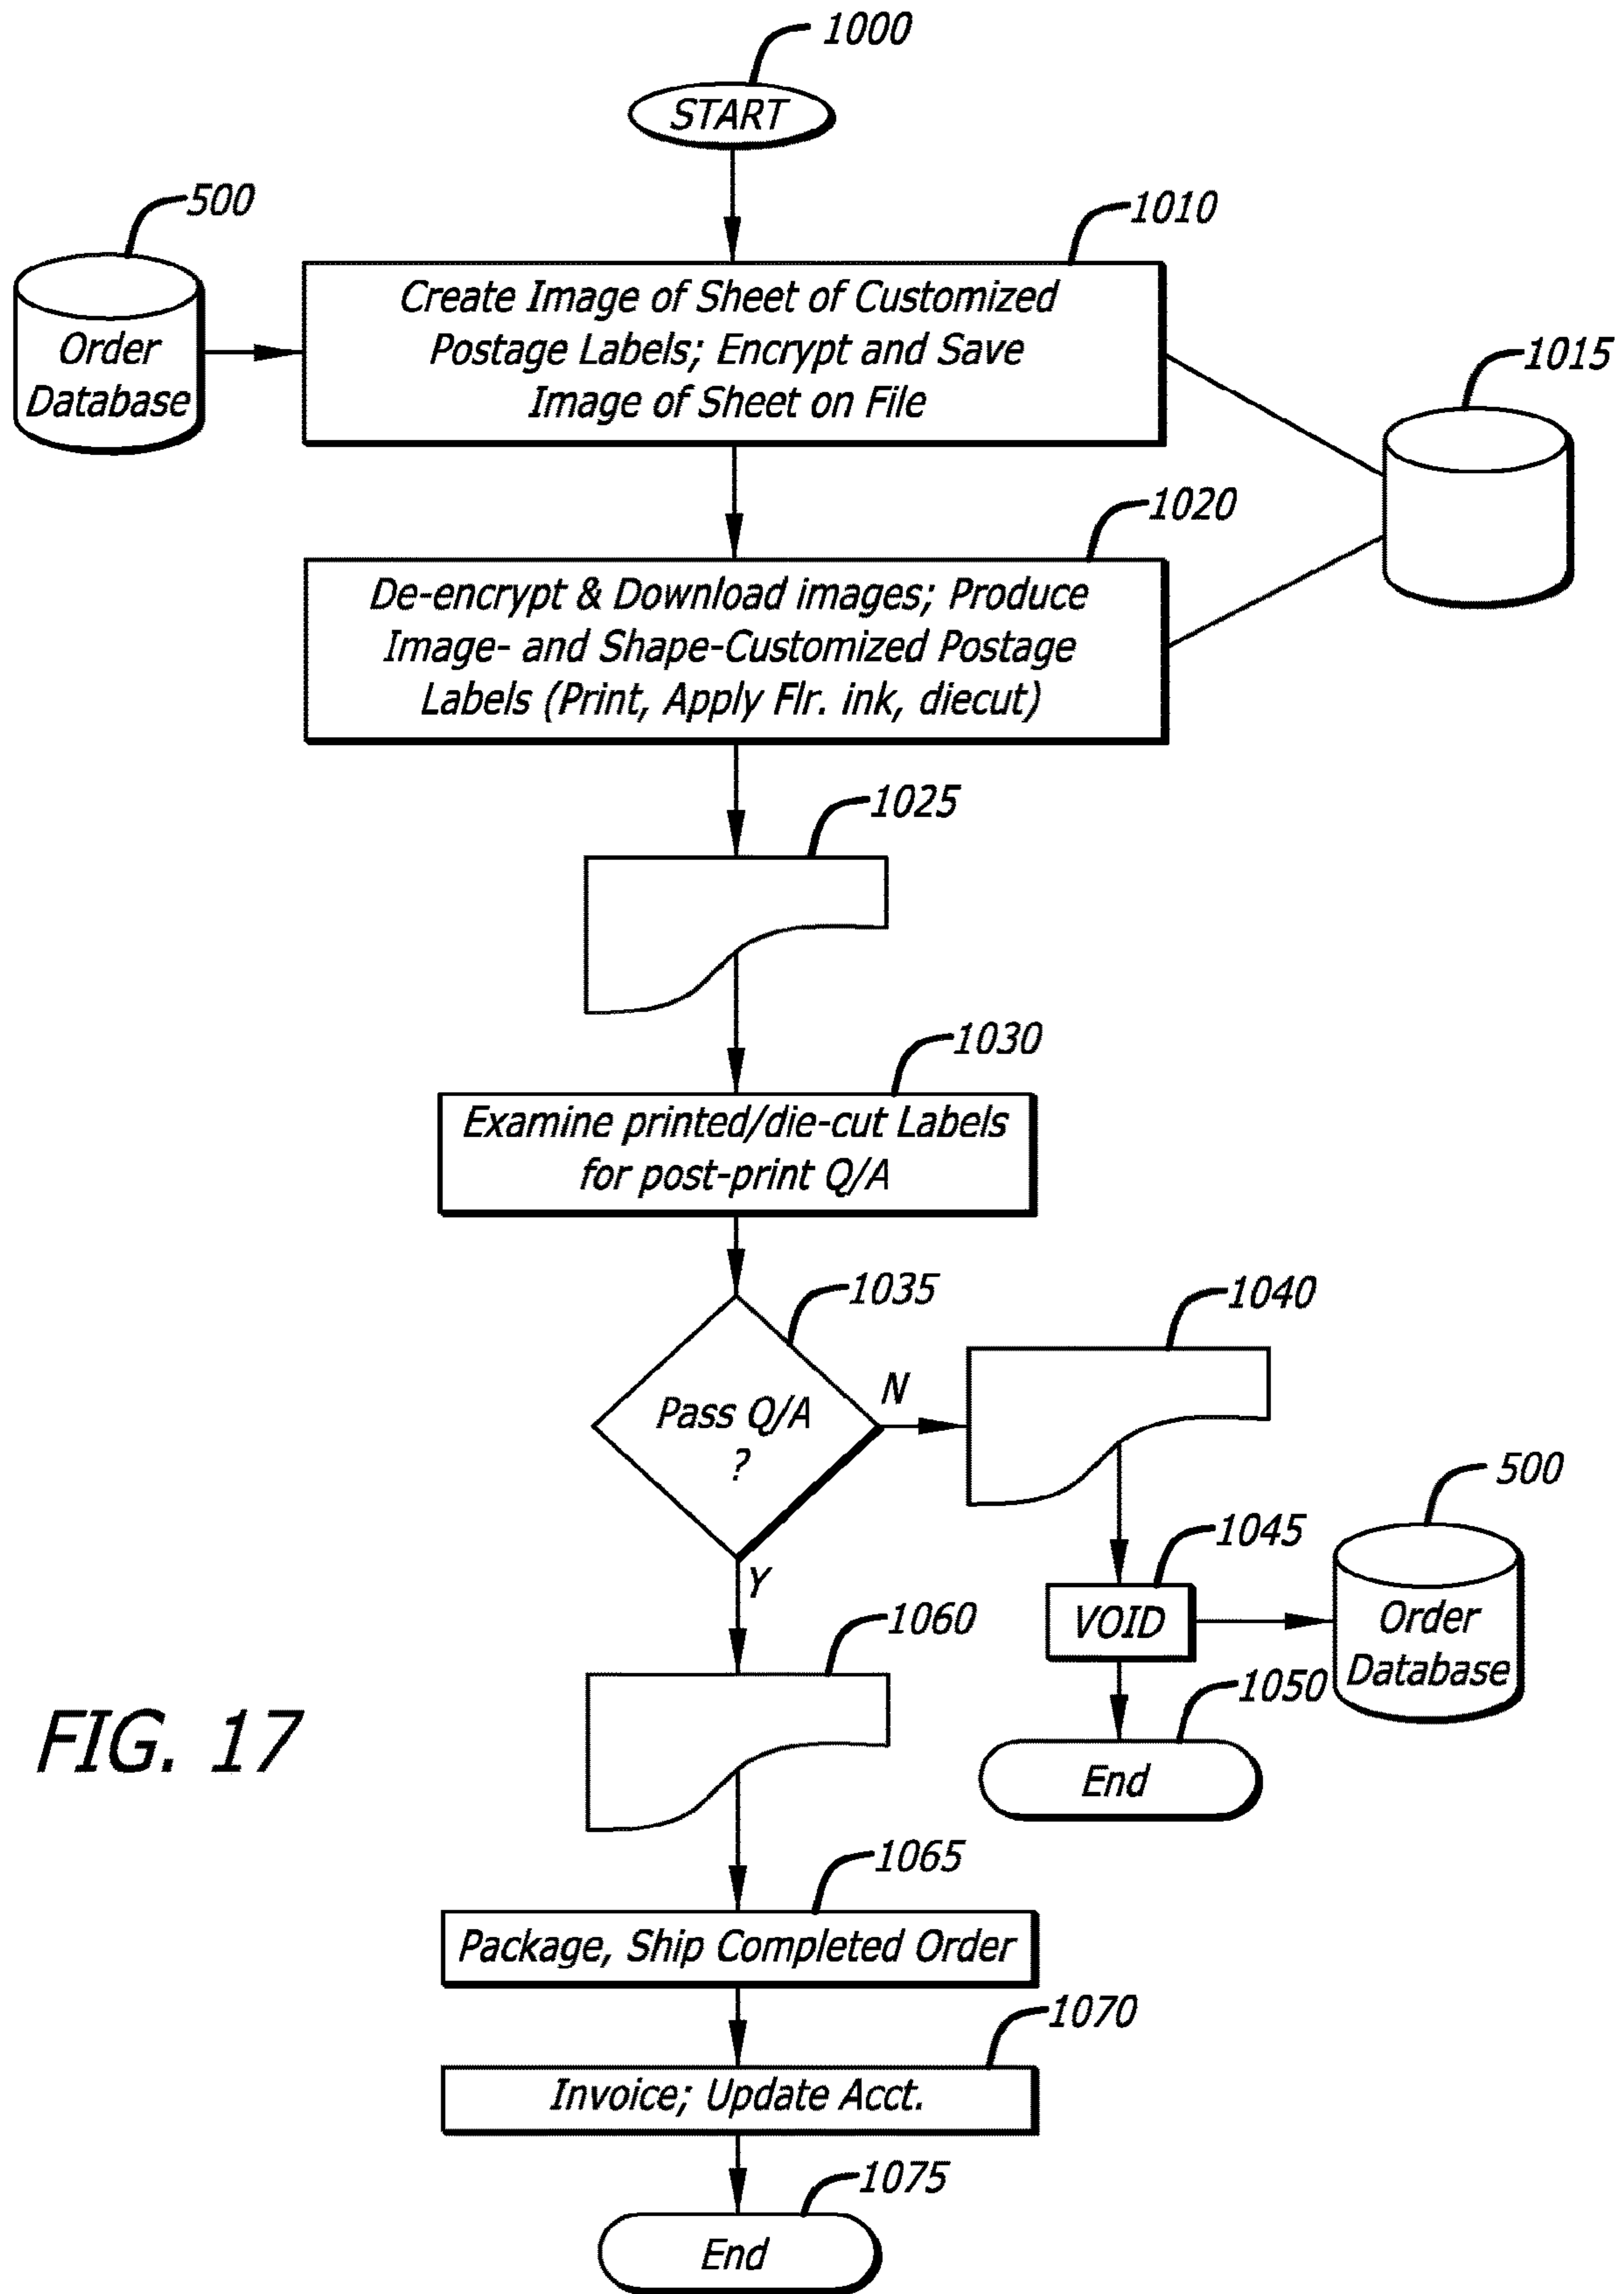 1000
START
500
1010
Order
Database
Create Image of Sheet of Customized
Postage Labels; Encrypt and Save
Image of Sheet on File
1015
1020
De-encrypt & Download images; Produce
Image- and Shape-Customized Postage
Labels (Print, Apply Flr. ink, diecut)
1025
1030
Examine printed/die-cut Labels
for post-print Q/A
1035
Pass Q/A
?
N
1040
Y
1045
VOID
500
Order
Database
1050
End
1060
FIG. 17
1065
Package, Ship Completed Order
1070
Invoice; Update Acct.
1075
End